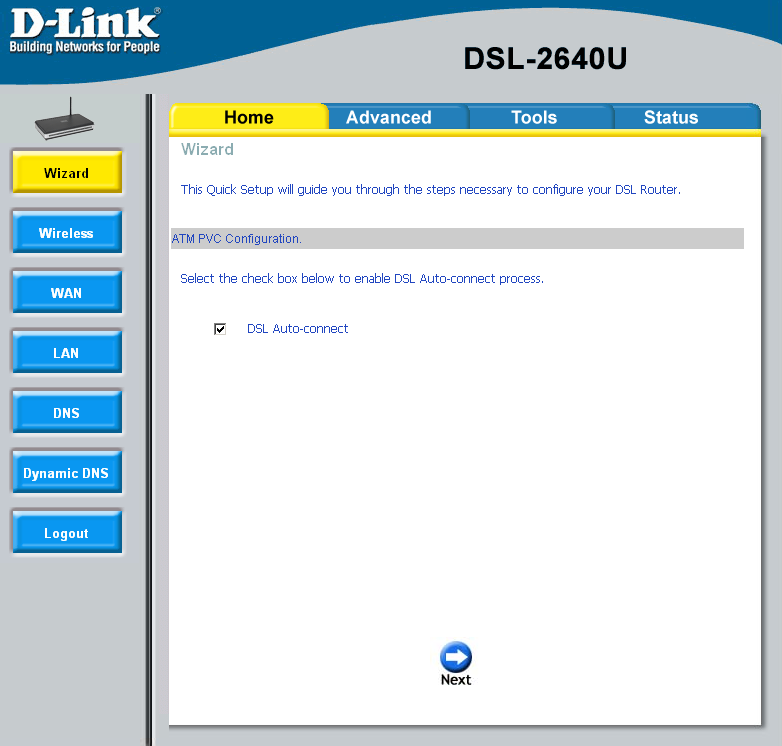 D-Link®
Building Networks for People
DSL-2640U
Home
Advanced
Tools
Status
Wizard
Wireless
WAN
LAN
DNS
Dynamic DNS
Logout
Wizard
This Quick Setup will guide you through the steps necessary to configure your DSL Router.
ATM PVC Configuration.
Select the check box below to enable DSL Auto-connect process.
DSL Auto-connect
Next